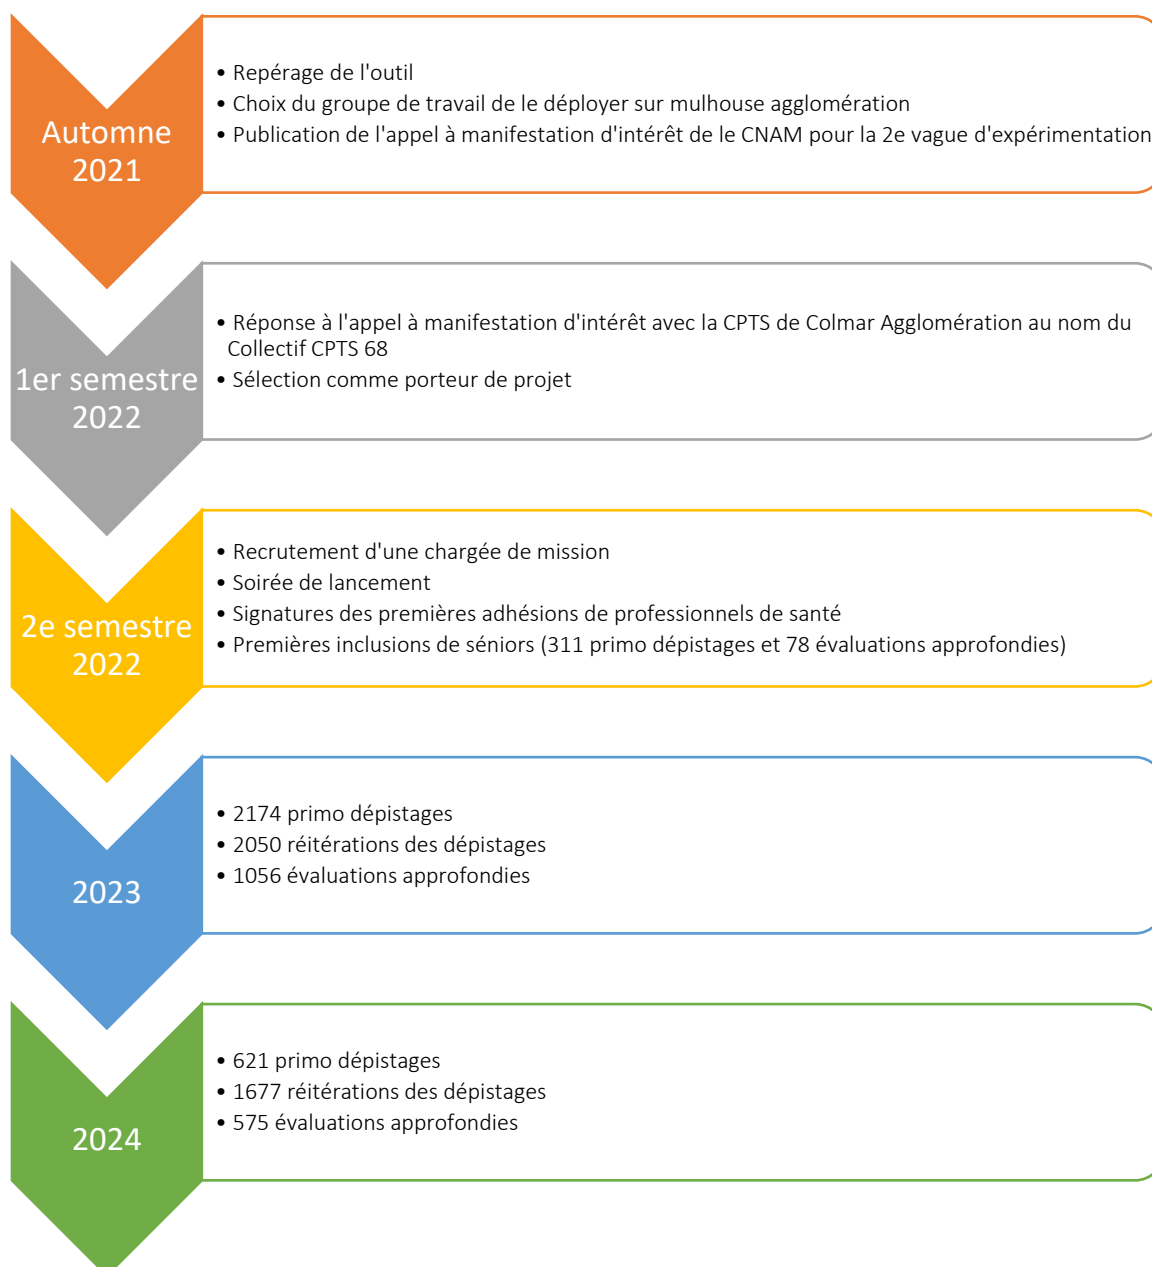 Automne
2021
• Repérage de l'outil
• Choix du groupe de travail de le déployer sur mulhouse agglomération
• Publication de l'appel à manifestation d'intérêt de le CNAM pour la 2e vague d'expérimentation
1er semestre
2022
• Réponse à l'appel à manifestation d'intérêt avec la CPTS de Colmar Agglomération au nom du
Collectif CPTS 68
• Sélection comme porteur de projet
2e semestre
2022
• Recrutement d'une chargée de mission
• Soirée de lancement
• Signatures des premières adhésions de professionnels de santé
• Premières inclusions de séniors (311 primo dépistages et 78 évaluations approfondies)
2023
• 2174 primo dépistages
• 2050 réitérations des dépistages
• 1056 évaluations approfondies
2024
• 621 primo dépistages
• 1677 réitérations des dépistages
• 575 évaluations approfondies